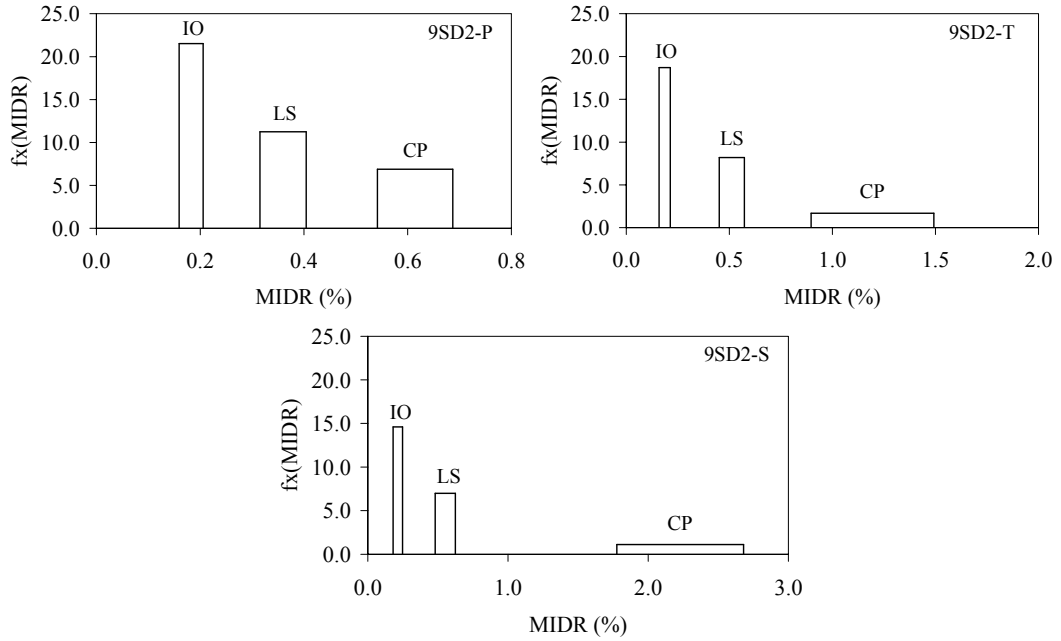 25.0
20.0
15.0
10.0
5.0
0.0
fx(MIDR)
IO
LS
CP
9SD2-P
0.0 0.2 0.4 0.6 0.8
MIDR (%)
25.0
20.0
15.0
10.0
5.0
0.0
fx(MIDR)
IO
LS
CP
9SD2-T
0.0 0.5 1.0 1.5 2.0
MIDR (%)
25.0
20.0
15.0
10.0
5.0
0.0
fx(MIDR)
IO
LS
CP
9SD2-S
0.0 1.0 2.0 3.0
MIDR (%)